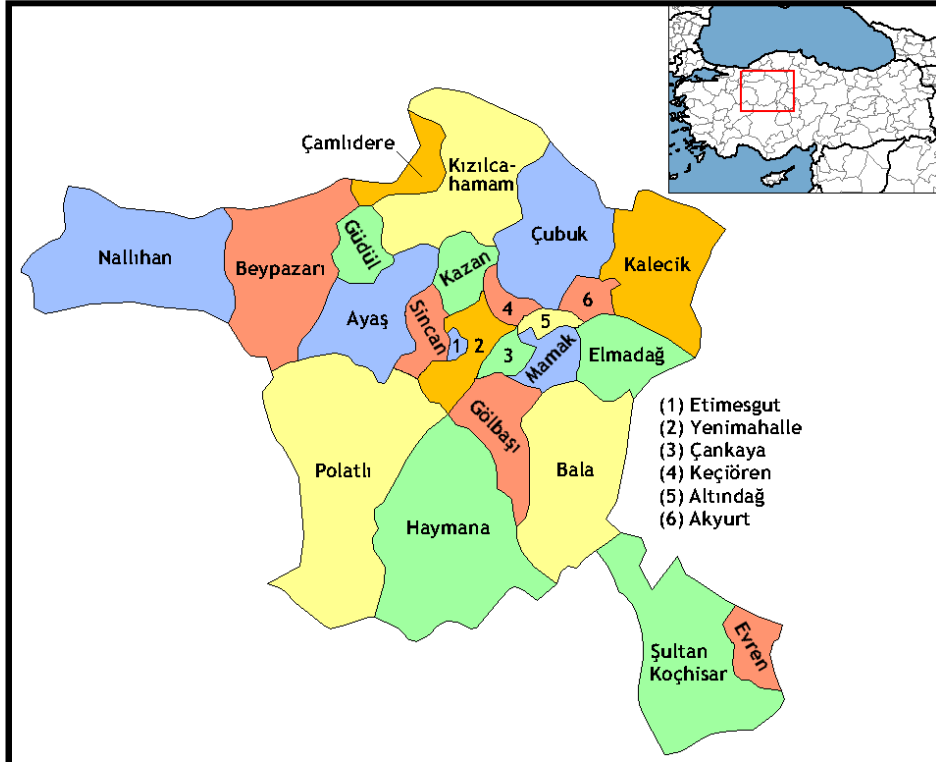 Çamlıdere
Kızılca-
hamam
Çubuk
Güdül
Nallıhan
Beypazarı
Kazan
Kalecik
Ayaş
Sincan
4
6
5
1
2
3
Mamak
Elmadağ
Gölbaşı
(1) Etimesgut
(2) Yenimahalle
(3) Çankaya
(4) Keçiören
(5) Altındağ
(6) Akyurt
Polatlı
Bala
Haymana
Evren
Şultan
Koçhisar